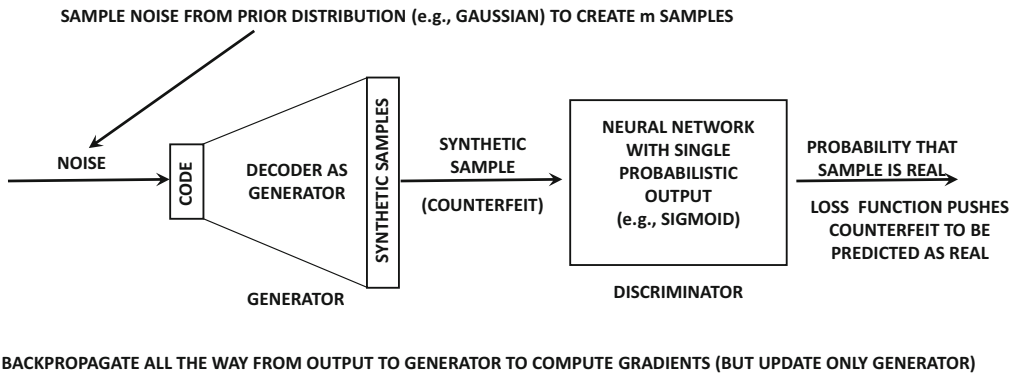 SAMPLE NOISE FROM PRIOR DISTRIBUTION (e.g., GAUSSIAN) TO CREATE m SAMPLES
NOISE
CODE
DECODER AS
GENERATOR
SYNTHETIC SAMPLES
GENERATOR
SYNTHETIC
SAMPLE
(COUNTERFEIT)
NEURAL NETWORK
WITH SINGLE
PROBABILISTIC
OUTPUT
(e.g., SIGMOID)
DISCRIMINATOR
PROBABILITY THAT
SAMPLE IS REAL
LOSS FUNCTION PUSHES
COUNTERFEIT TO BE
PREDICTED AS REAL
BACKPROPAGATE ALL THE WAY FROM OUTPUT TO GENERATOR TO COMPUTE GRADIENTS (BUT UPDATE ONLY GENERATOR)